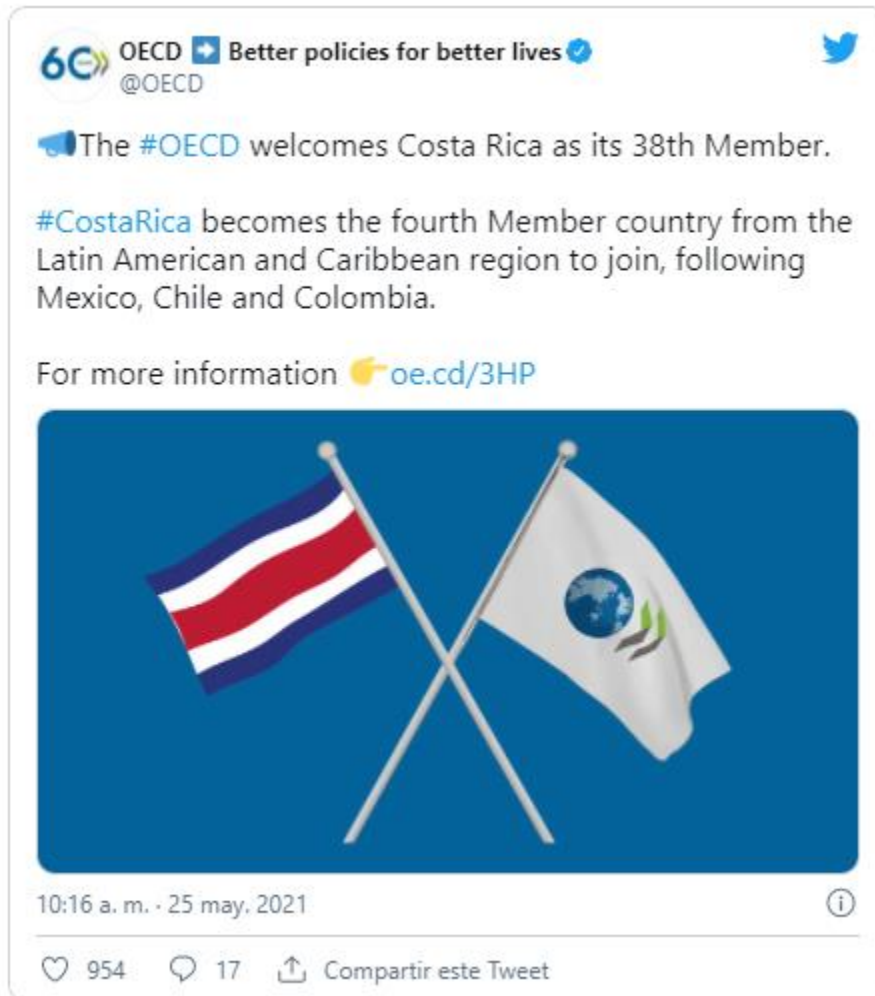 60 OECD ➡️ Better policies for better lives
@OECD
📣The #OECD welcomes Costa Rica as its 38th Member.
#CostaRica becomes the fourth Member country from the
Latin American and Caribbean region to join, following
Mexico, Chile and Colombia.
For more information 👉oe.cd/3HP
10:16 a. m. · 25 may. 2021
954 17 Compartir este Tweet